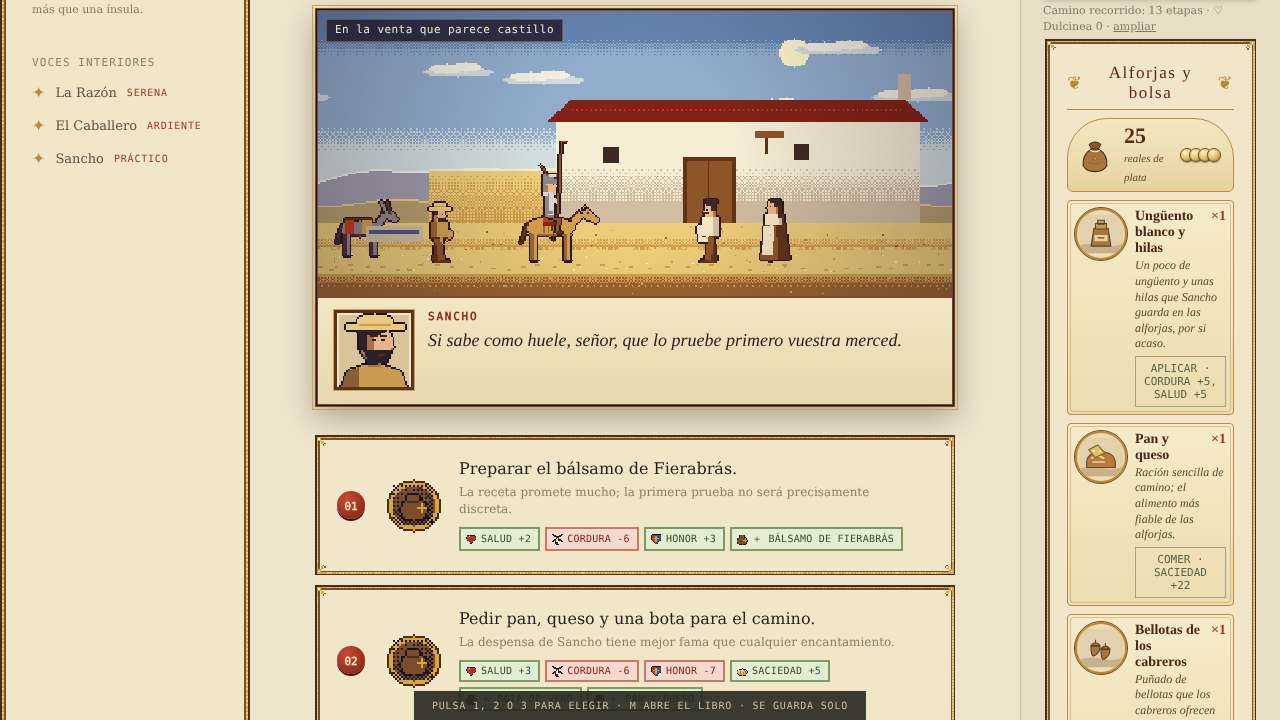 más que una ínsula.
VOCES INTERIORES
La Razón SERENA
El Caballero ARDIENTE
Sancho PRÁCTICO
En la venta que parece castillo
SANCHO
Si sabe como huele, señor, que lo pruebe primero vuestra merced.
01
Preparar el bálsamo de Fierabrás.
La receta promete mucho; la primera prueba no será precisamente
discreta.
SALUD +2 CORDURA -6 HONOR +3 + BÁLSAMO DE FIERABRÁS
02
Pedir pan, queso y una bota para el camino.
La despensa de Sancho tiene mejor fama que cualquier encantamiento.
SALUD +3 CORDURA -6 HONOR -7 SACIEDAD +5
PULSA 1, 2 O 3 PARA ELEGIR · M ABRE EL LIBRO · SE GUARDA SOLO
Camino recorrido: 13 etapas · ♡
Dulcinea 0 · ampliar
Alforjas y
bolsa
25
reales de
plata
Ungüento ×1
blanco y
hilas
Un poco de
ungüento y unas
hilas que Sancho
guarda en las
alforjas, por si
acaso.
APLICAR ·
CORDURA +5,
SALUD +5
Pan y ×1
queso
Ración sencilla de
camino; el
alimento más
fiable de las
alforjas.
COMER ·
SACIEDAD
+22
Bellotas de ×1
los
cabreros
Puñado de
bellotas que los
cabreros ofrecen